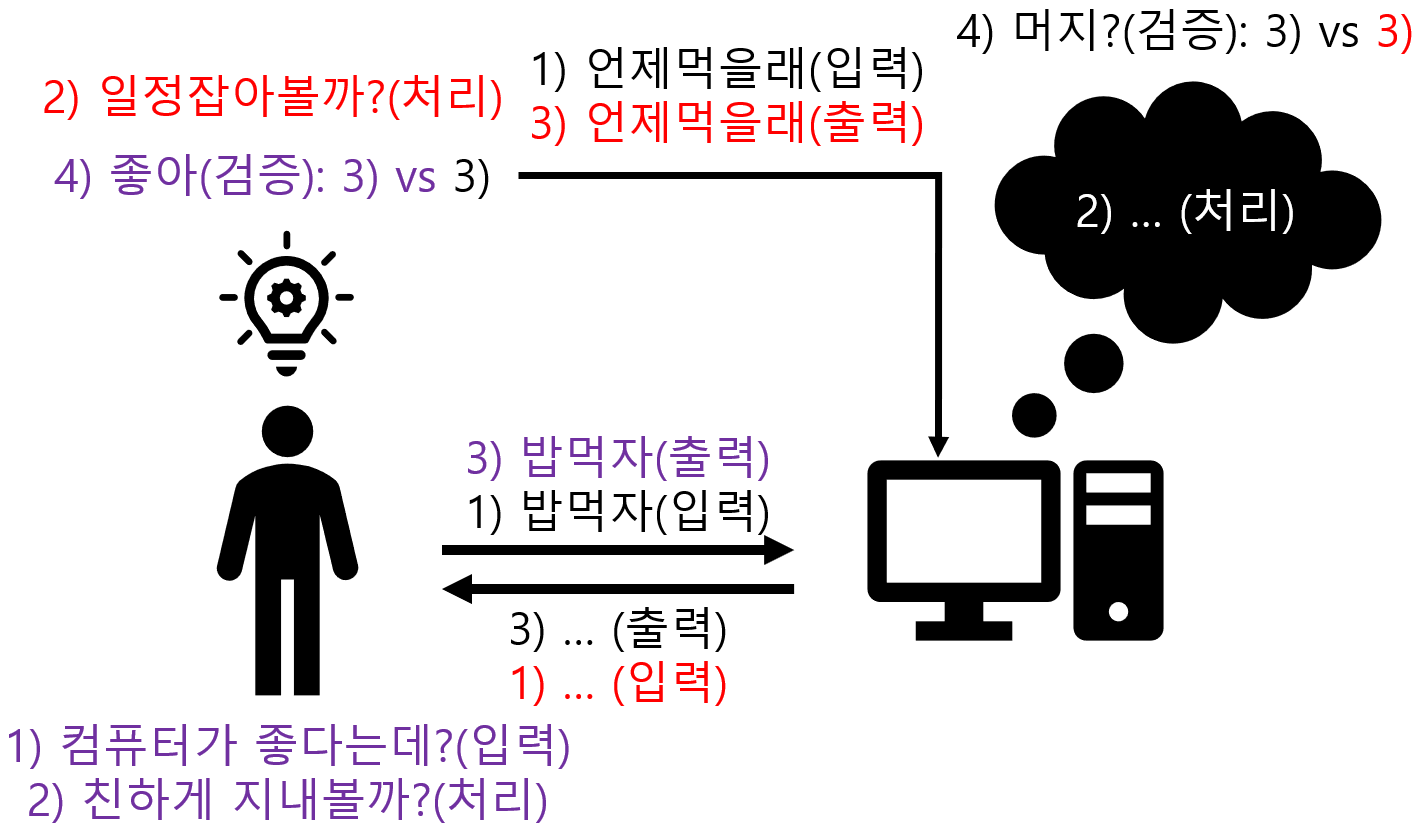 4) 머지?(검증): 3) vs 3)
1) 언제먹을래(입력)
2) 일정잡아볼까?(처리)
3) 언제먹을래(출력)
4) 좋아(검증): 3) vs 3)
2) ... (처리)
3) 밥먹자(출력)
1) 밥먹자(입력)
3) ... (출력)
1) ... (입력)
1) 컴퓨터가 좋다는데?(입력)
2) 친하게 지내볼까?(처리)